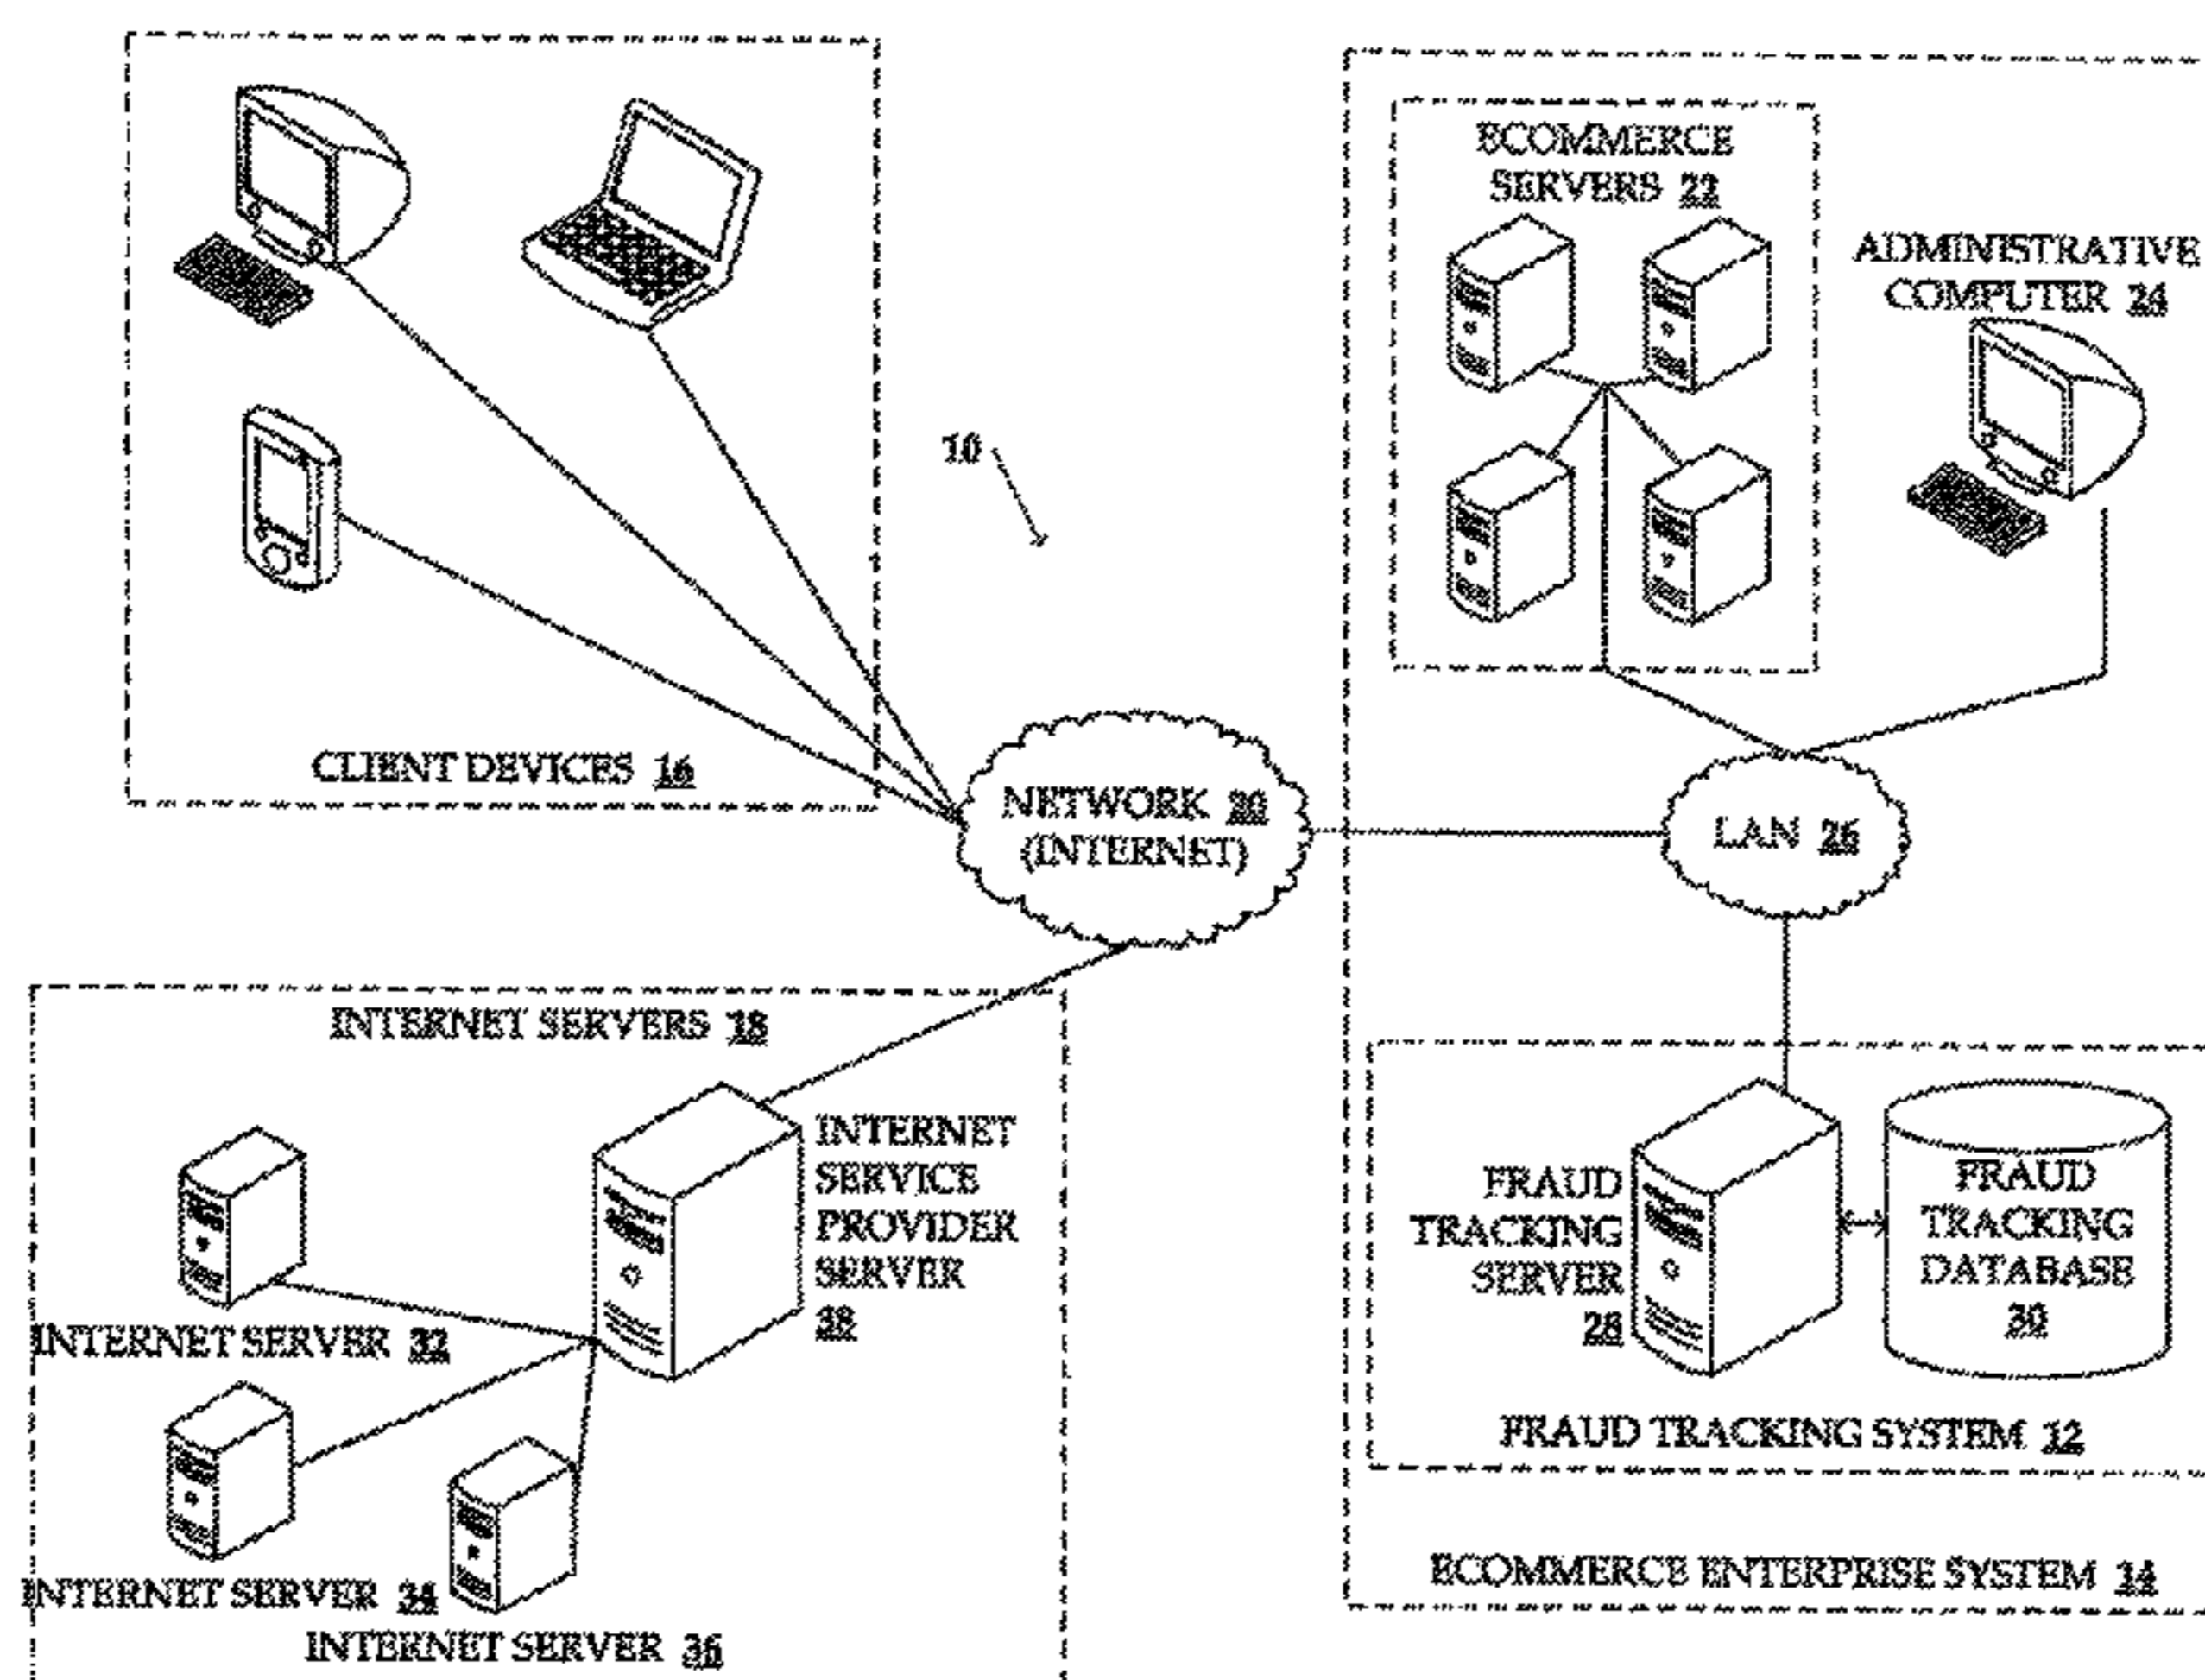 ECOMMERCE
SERVERS 22
ADMINISTRATIVE
COMPUTER 24
10
CLIENT DEVICES 16
NETWORK 20
(INTERNET)
LAN 26
INTERNET SERVERS 18
INTERNET
SERVICE
PROVIDER
SERVER
38
INTERNET SERVER 32
INTERNET SERVER 34
INTERNET SERVER 36
FRAUD
TRACKING
SERVER
28
FRAUD
TRACKING
DATABASE
30
FRAUD TRACKING SYSTEM 12
ECOMMERCE ENTERPRISE SYSTEM 14